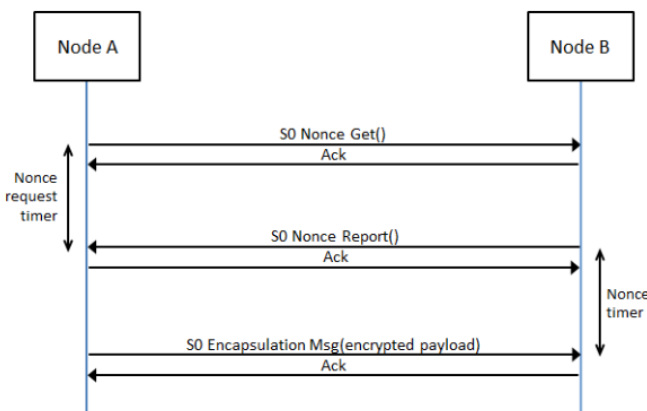 Node A
Node B
S0 Nonce Get()
Ack
Nonce
request
timer
S0 Nonce Report()
Ack
Nonce
timer
S0 Encapsulation Msg(encrypted payload)
Ack